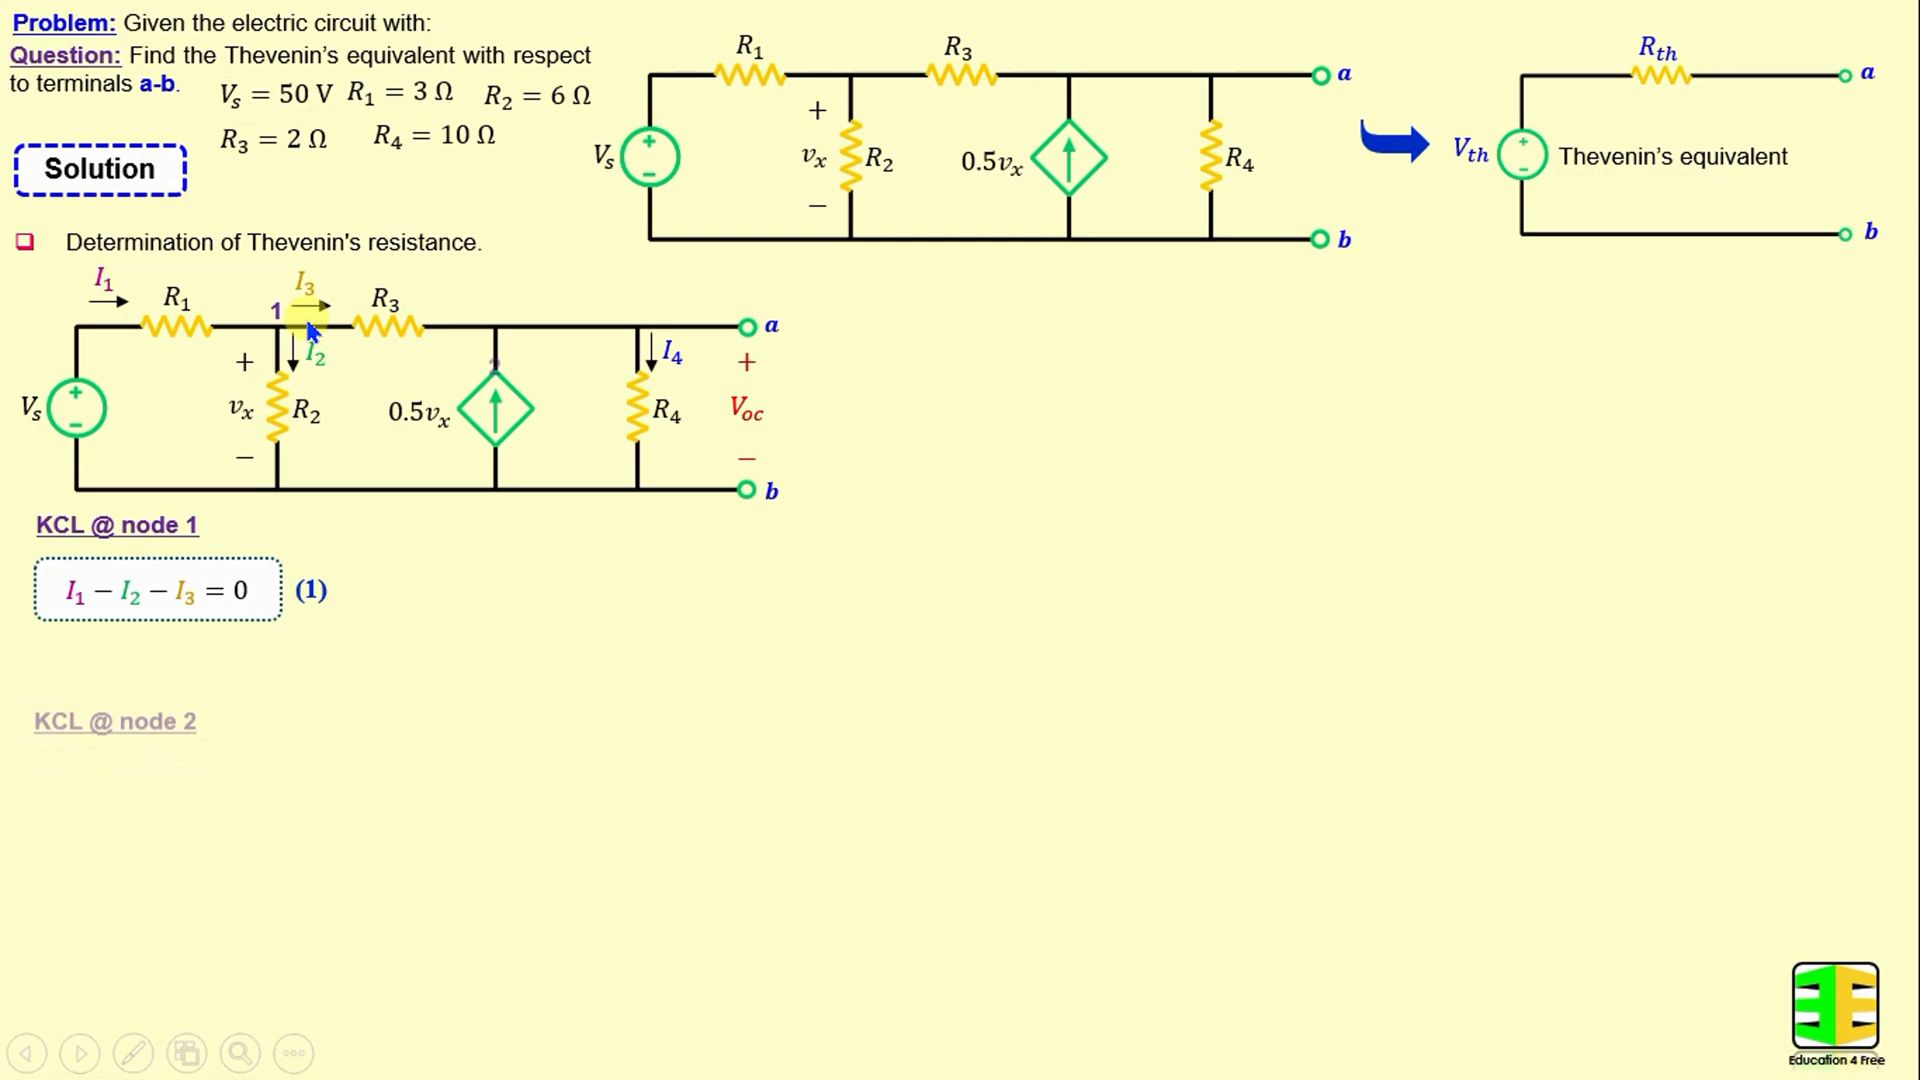 Problem: Given the electric circuit with:
Question: Find the Thevenin's equivalent with respect
to terminals a-b.
Vs = 50 V R1 = 3 Ω R2 = 6 Ω
R3 = 2 Ω R4 = 10 Ω
Solution
R1 R3 a
Vs + − + vx − R2 0.5vx R4
b
Rth a
Vth + − Thevenin's equivalent
b
Determination of Thevenin's resistance.
I1 R1 1 I3 R3 a
I2 I4
Vs + − + vx − R2 0.5vx R4 + Voc −
b
KCL @ node 1
I1 − I2 − I3 = 0 (1)
KCL @ node 2
Education 4 Free